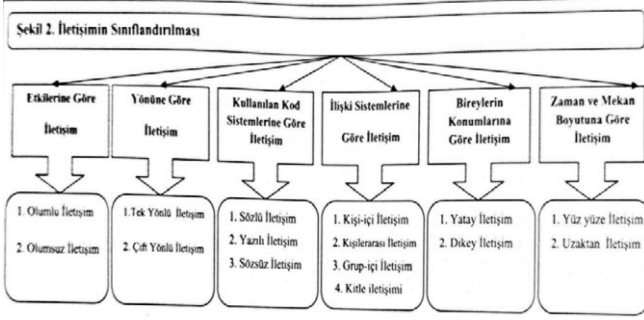 Şekil 2. İletişimin Sınıflandırılması
Etkilerine Göre
İletişim
Yönüne Göre
İletişim
Kullanılan Kod
Sistemlerine Göre
İletişim
İlişki Sistemlerine
Göre İletişim
Bireylerin
Konumlarına
Göre İletişim
Zaman ve Mekan
Boyutuna Göre
İletişim
1. Olumlu İletişim
2. Olumsuz İletişim
1.Tek Yönlü İletişim
2. Çift Yönlü İletişim
1. Sözlü İletişim
2. Yazılı İletişim
3. Sözsüz İletişim
1. Kişi-içi İletişim
2. Kişilerarası İletişim
3. Grup-içi İletişim
4. Kitle iletişimi
1. Yatay İletişim
2. Dikey İletişim
1. Yüz yüze İletişim
2. Uzaktan İletişim